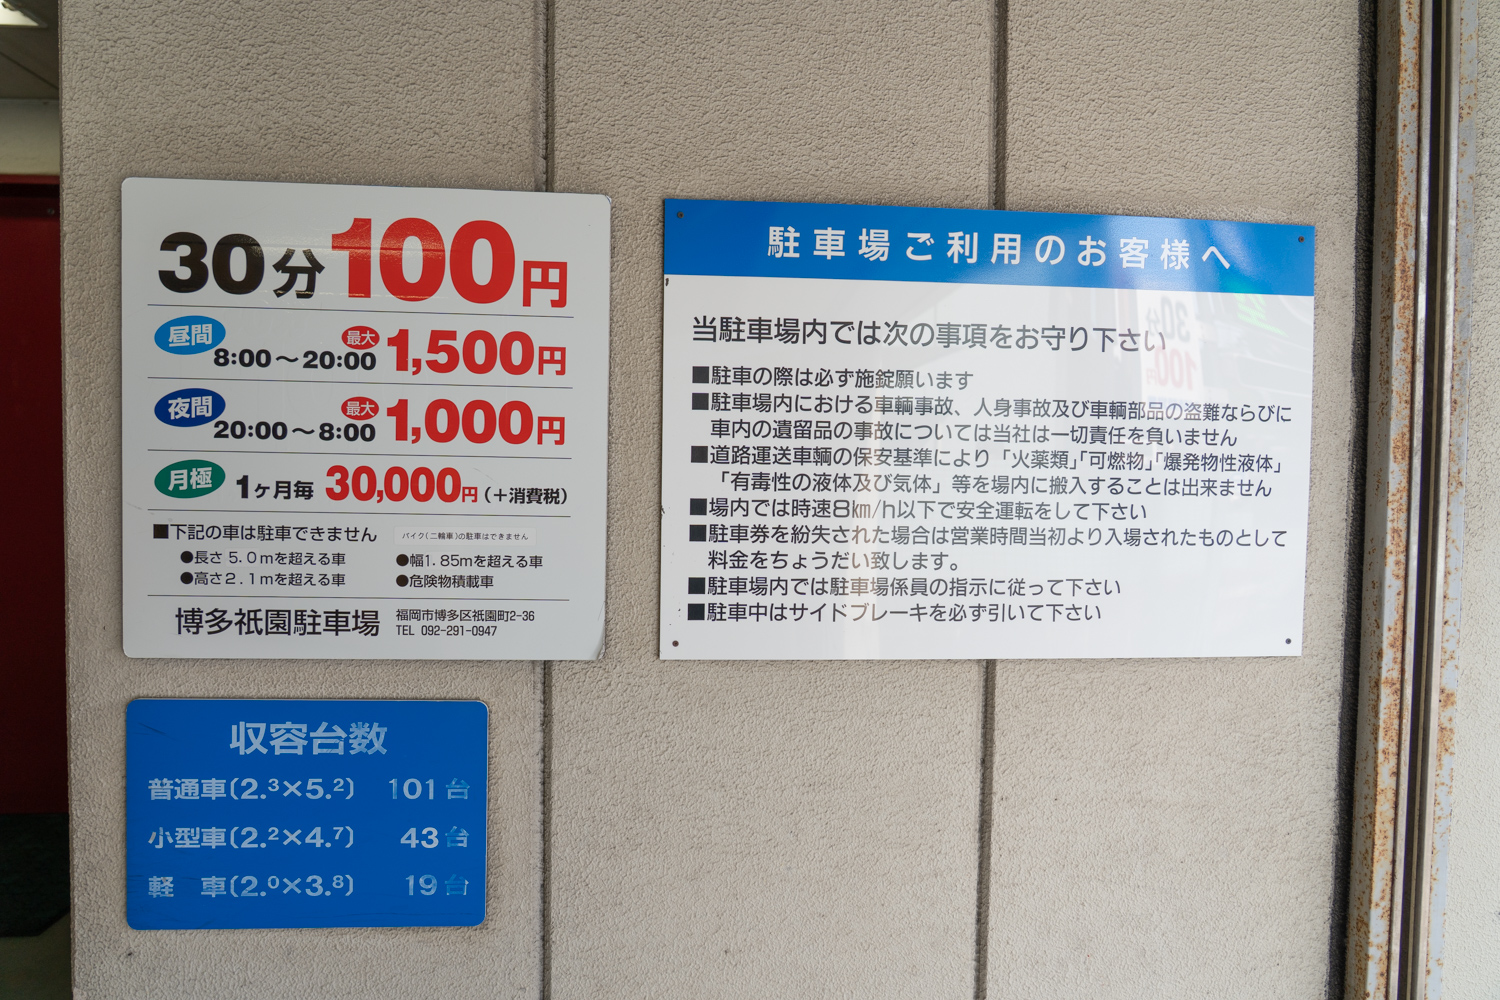 30分100円
昼間 8:00～20:00 最大 1,500円
夜間 20:00～8:00 最大 1,000円
月極 1ヶ月毎 30,000円(＋消費税)
■下記の車は駐車できません
バイク(二輪車)の駐車はできません
●長さ5.0mを超える車 ●幅1.85mを超える車
●高さ2.1mを超える車 ●危険物積載車
博多祇園駐車場
福岡市博多区祇園町2-36
TEL 092-291-0947
収容台数
普通車(2.3×5.2) 101台
小型車(2.2×4.7) 43台
軽　車(2.0×3.8) 19台
駐車場ご利用のお客様へ
当駐車場内では次の事項をお守り下さい
■駐車の際は必ず施錠願います
■駐車場内における車輌事故、人身事故及び車輌部品の盗難ならびに
車内の遺留品の事故については当社は一切責任を負いません
■道路運送車輌の保安基準により「火薬類」「可燃物」「爆発物性液体」
「有毒性の液体及び気体」等を場内に搬入することは出来ません
■場内では時速8km/h以下で安全運転をして下さい
■駐車券を紛失された場合は営業時間当初より入場されたものとして
料金をちょうだい致します。
■駐車場内では駐車場係員の指示に従って下さい
■駐車中はサイドブレーキを必ず引いて下さい
30分
100円